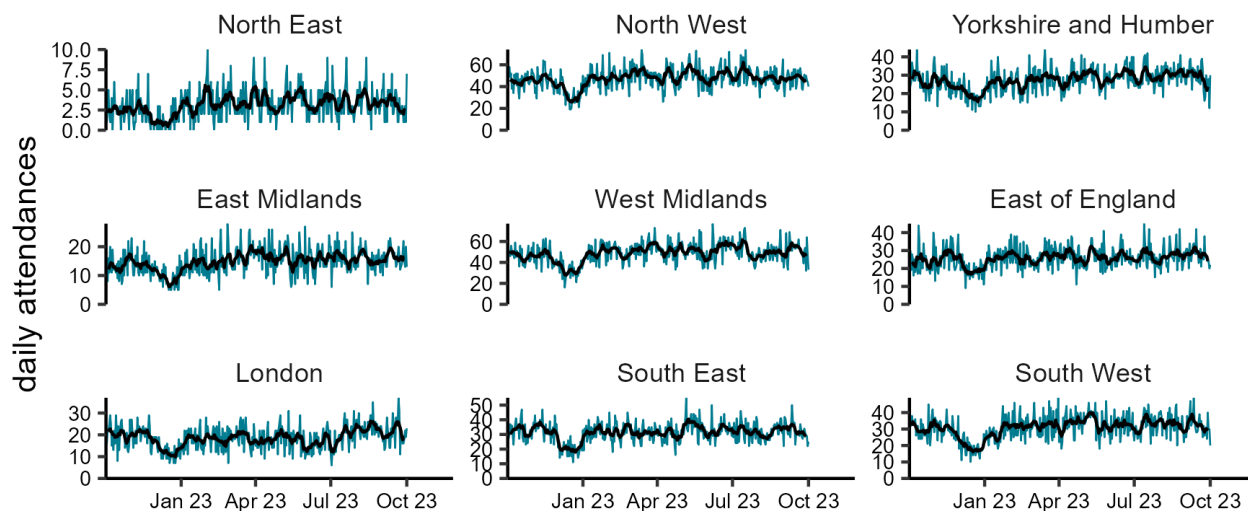 North East North West Yorkshire and Humber
10.0 60 40
7.5 40 30
5.0 20 20
2.5 0 10
0.0 0
daily attendances
East Midlands West Midlands East of England
20 60 40
10 40 30
0 20 20
0 10
0
London South East South West
30 50 40
20 40 30
10 30 20
0 20 10
10 0
0
Jan 23 Apr 23 Jul 23 Oct 23 Jan 23 Apr 23 Jul 23 Oct 23 Jan 23 Apr 23 Jul 23 Oct 23